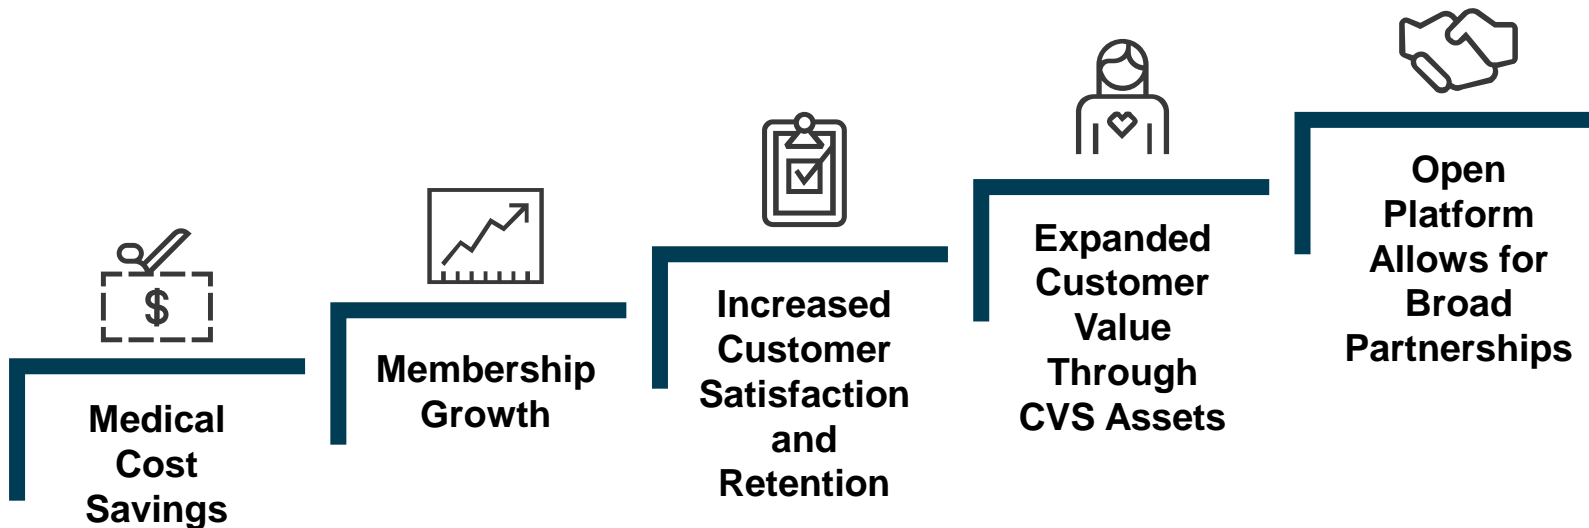 $
Medical
Cost
Savings
Membership
Growth
Increased
Customer
Satisfaction
and
Retention
Expanded
Customer
Value
Through
CVS Assets
Open
Platform
Allows for
Broad
Partnerships